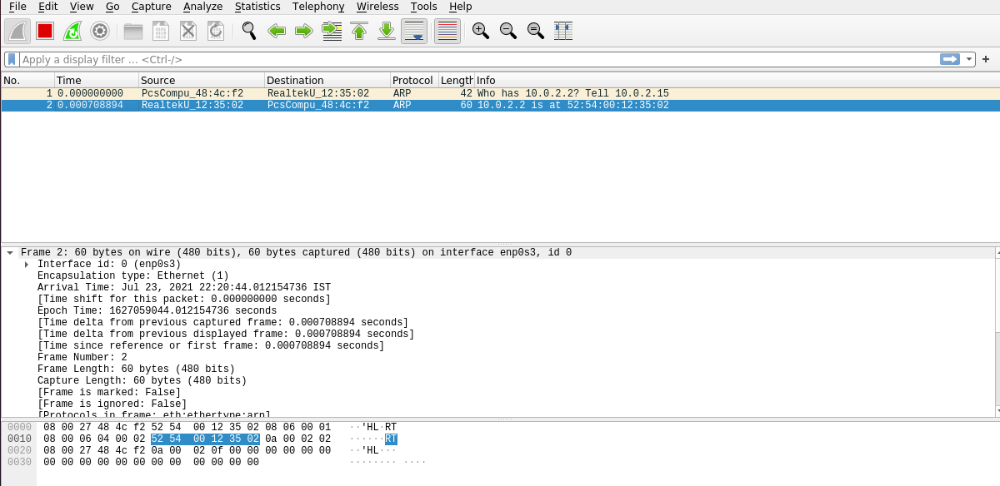 File Edit View Go Capture Analyze Statistics Telephony Wireless Tools Help
Apply a display filter … <Ctrl-/>
No. Time Source Destination Protocol Length Info
1 0.000000000 PcsCompu_48:4c:f2 RealtekU_12:35:02 ARP 42 Who has 10.0.2.2? Tell 10.0.2.15
2 0.000708894 RealtekU_12:35:02 PcsCompu_48:4c:f2 ARP 60 10.0.2.2 is at 52:54:00:12:35:02
Frame 2: 60 bytes on wire (480 bits), 60 bytes captured (480 bits) on interface enp0s3, id 0
Interface id: 0 (enp0s3)
Encapsulation type: Ethernet (1)
Arrival Time: Jul 23, 2021 22:20:44.012154736 IST
[Time shift for this packet: 0.000000000 seconds]
Epoch Time: 1627059044.012154736 seconds
[Time delta from previous captured frame: 0.000708894 seconds]
[Time delta from previous displayed frame: 0.000708894 seconds]
[Time since reference or first frame: 0.000708894 seconds]
Frame Number: 2
Frame Length: 60 bytes (480 bits)
Capture Length: 60 bytes (480 bits)
[Frame is marked: False]
[Frame is ignored: False]
[Protocols in frame: eth:ethertype:arp]
0000 08 00 27 48 4c f2 52 54 00 12 35 02 08 06 00 01 ··'HL·RT
0010 08 00 06 04 00 02 52 54 00 12 35 02 0a 00 02 02 ······RT
0020 08 00 27 48 4c f2 0a 00 02 0f 00 00 00 00 00 00 ··'HL···
0030 00 00 00 00 00 00 00 00 00 00 00 00 ········ ····